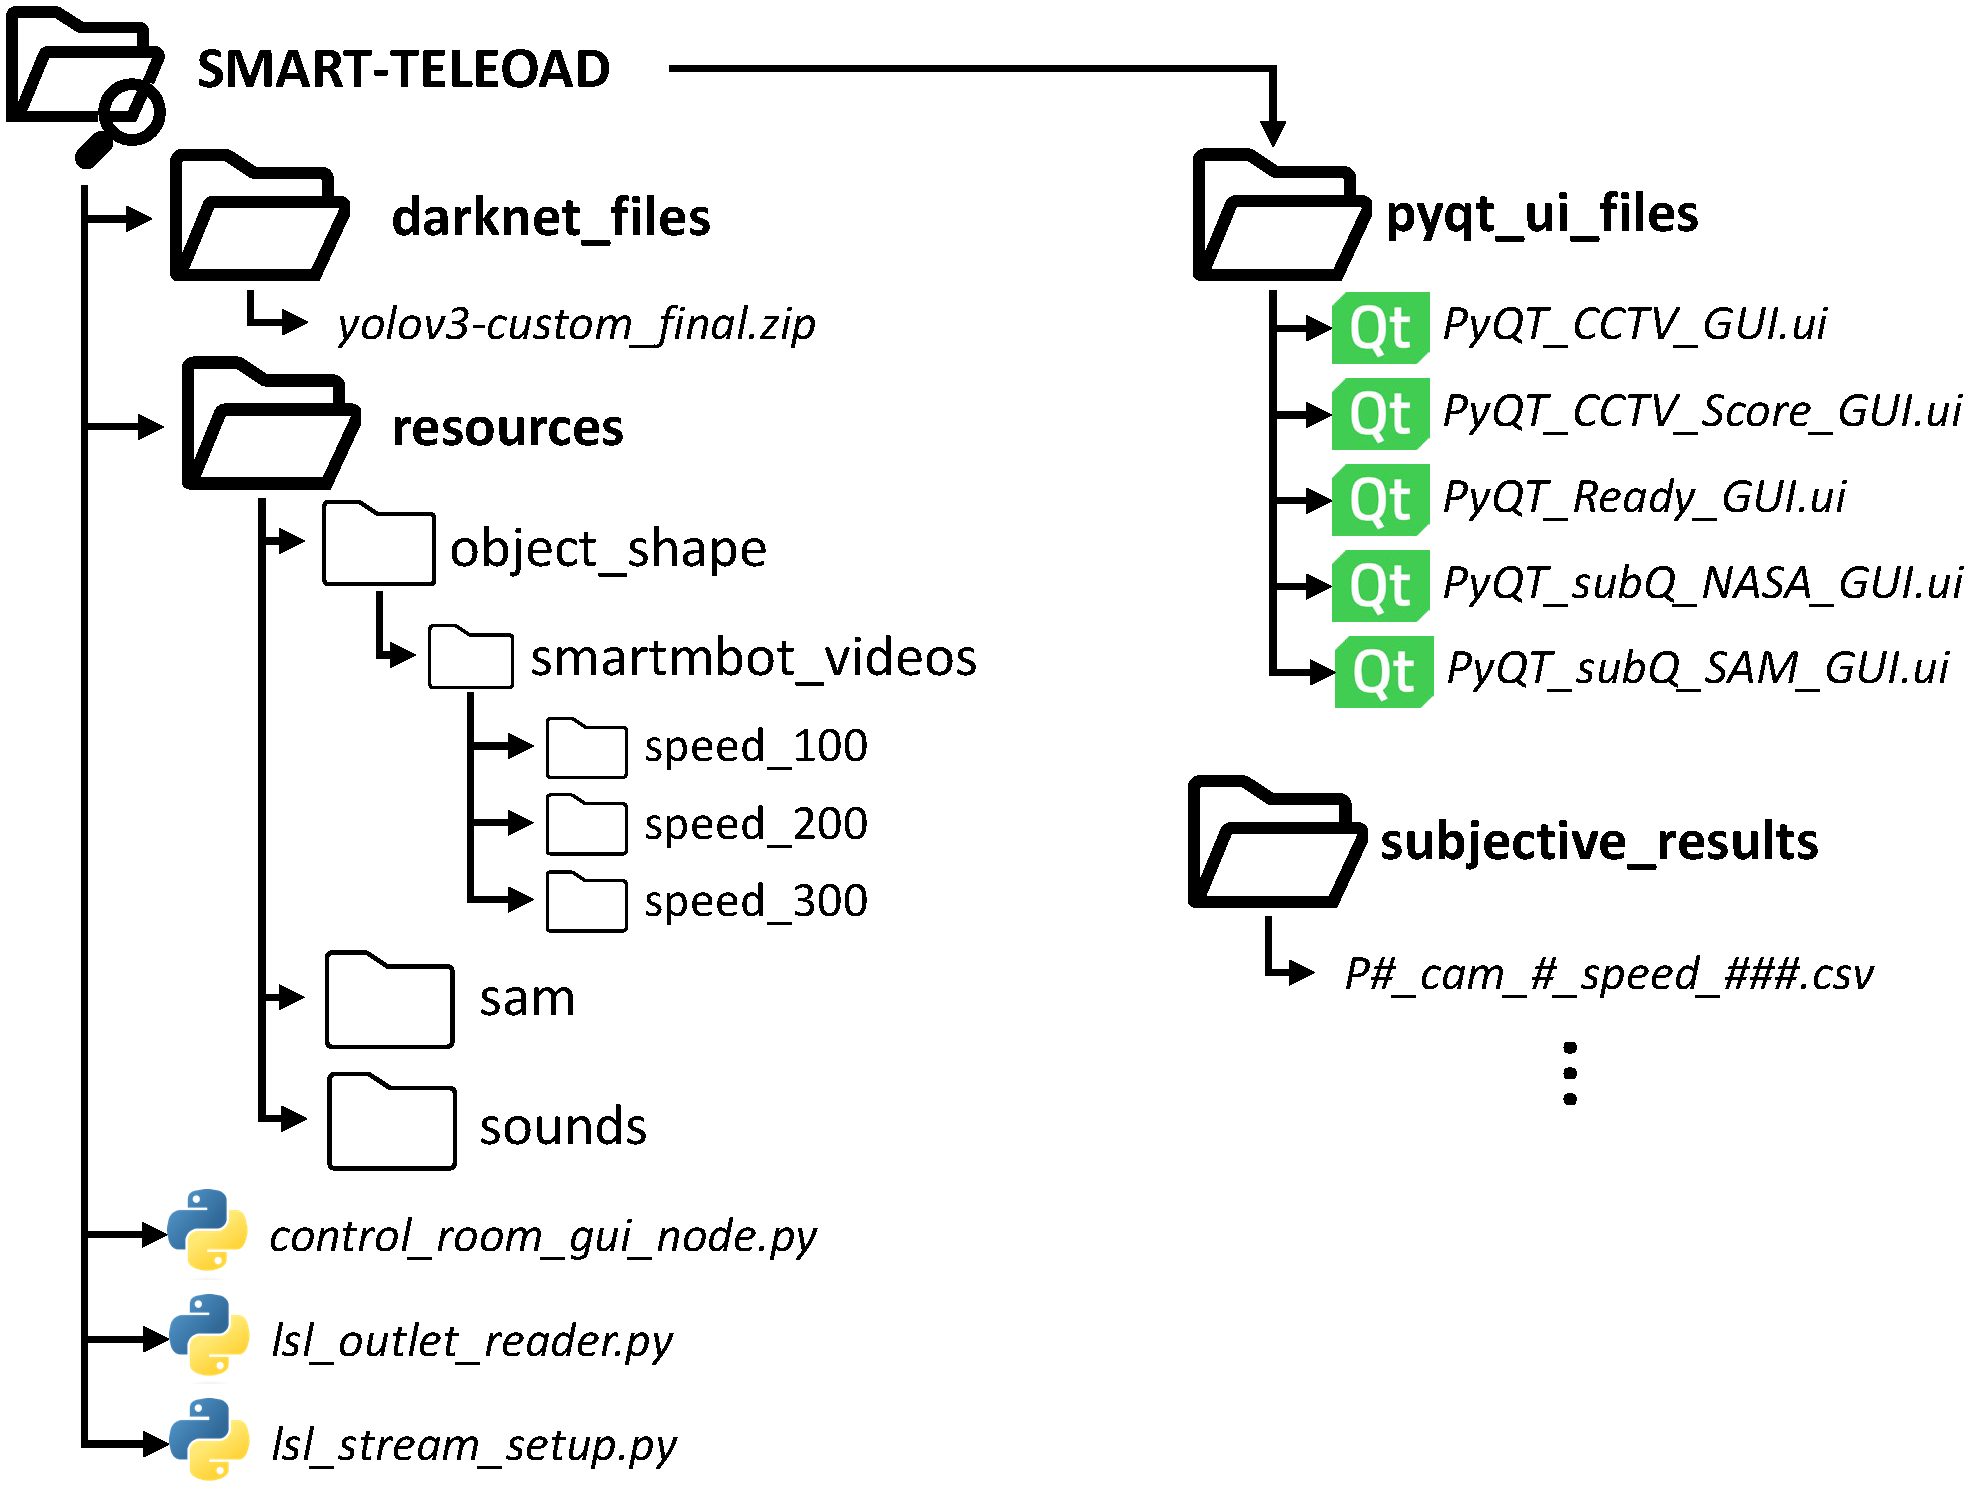 SMART-TELEOAD
darknet_files
yolov3-custom_final.zip
resources
object_shape
smartmbot_videos
speed_100
speed_200
speed_300
sam
sounds
control_room_gui_node.py
lsl_outlet_reader.py
lsl_stream_setup.py
pyqt_ui_files
Qt PyQT_CCTV_GUI.ui
Qt PyQT_CCTV_Score_GUI.ui
Qt PyQT_Ready_GUI.ui
Qt PyQT_subQ_NASA_GUI.ui
Qt PyQT_subQ_SAM_GUI.ui
subjective_results
P#_cam_#_speed_###.csv